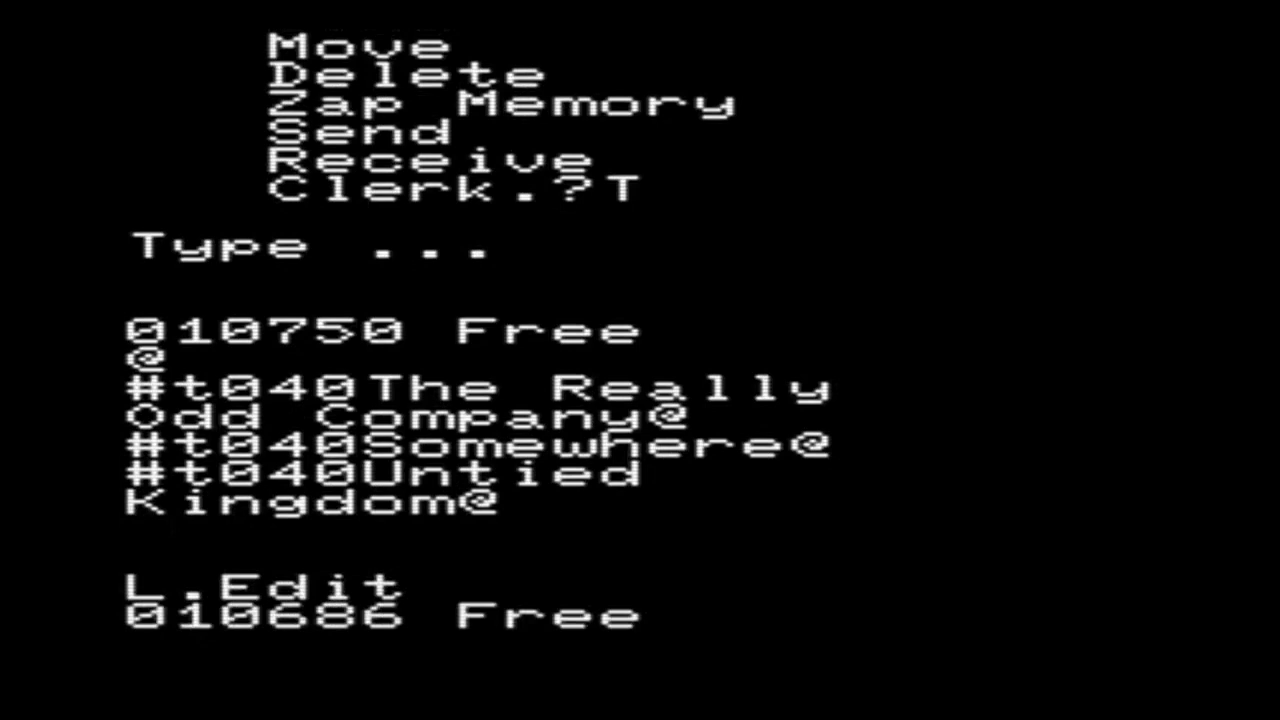 Move
Delete
Zap Memory
Send
Receive
Clerk.?T
Type ...
010750 Free
@
#t040The Really
Odd Company@
#t040Somewhere@
#t040Untied
Kingdom@
L.Edit
010686 Free